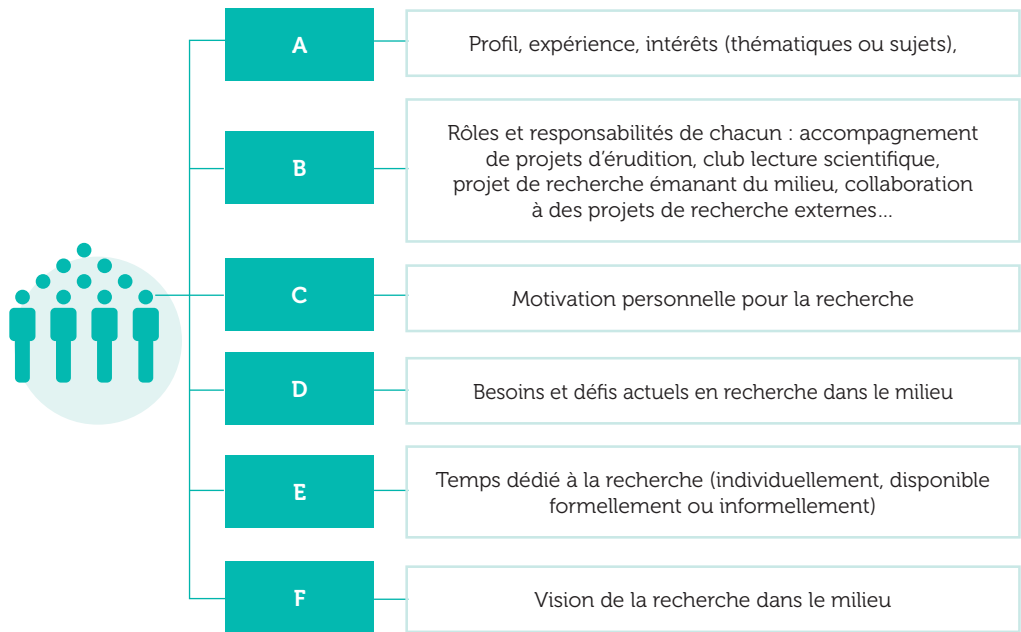 A
Profil, expérience, intérêts (thématiques ou sujets),
B
Rôles et responsabilités de chacun : accompagnement
de projets d'érudition, club lecture scientifique,
projet de recherche émanant du milieu, collaboration
à des projets de recherche externes...
C
Motivation personnelle pour la recherche
D
Besoins et défis actuels en recherche dans le milieu
E
Temps dédié à la recherche (individuellement, disponible
formellement ou informellement)
F
Vision de la recherche dans le milieu